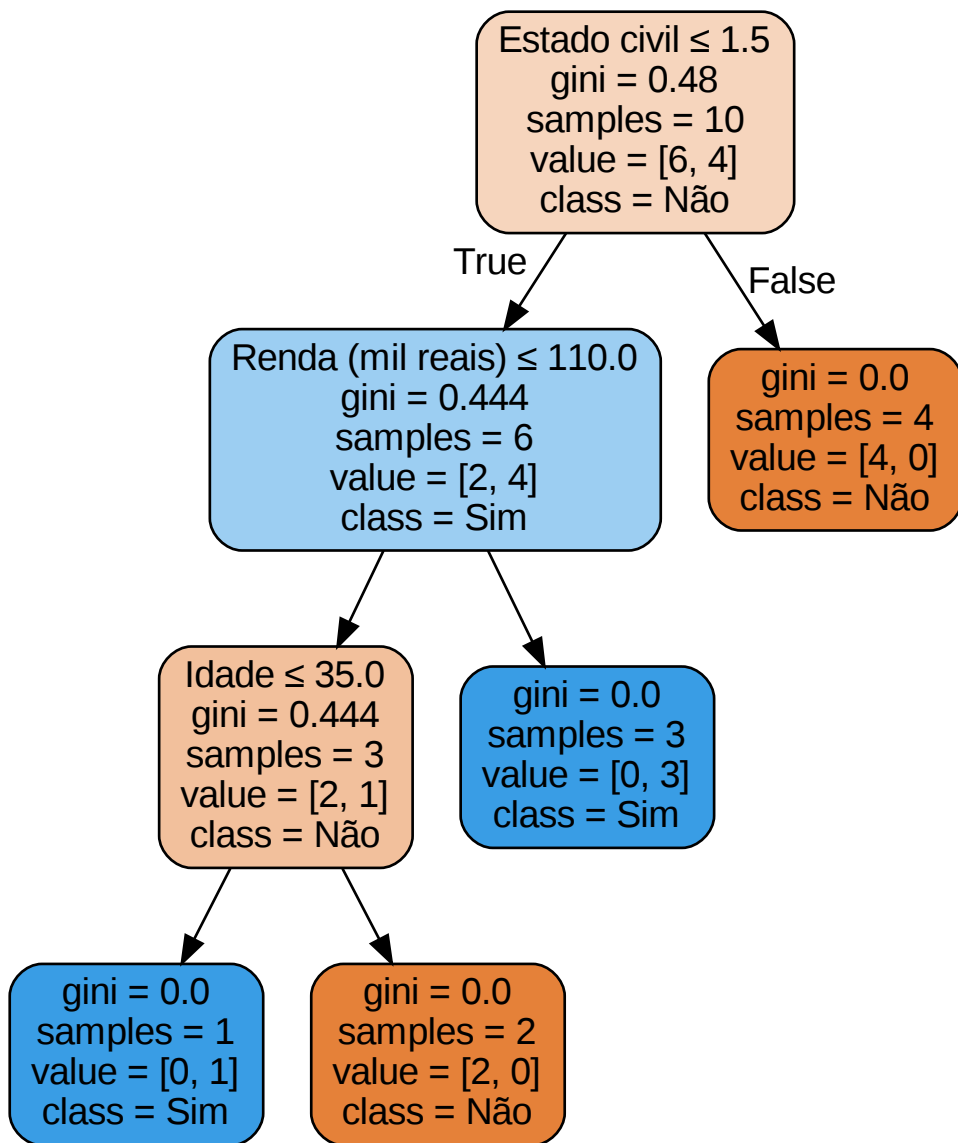 Estado civil ≤ 1.5
gini = 0.48
samples = 10
value = [6, 4]
class = Não
True
False
Renda (mil reais) ≤ 110.0
gini = 0.444
samples = 6
value = [2, 4]
class = Sim
gini = 0.0
samples = 4
value = [4, 0]
class = Não
Idade ≤ 35.0
gini = 0.444
samples = 3
value = [2, 1]
class = Não
gini = 0.0
samples = 3
value = [0, 3]
class = Sim
gini = 0.0
samples = 1
value = [0, 1]
class = Sim
gini = 0.0
samples = 2
value = [2, 0]
class = Não